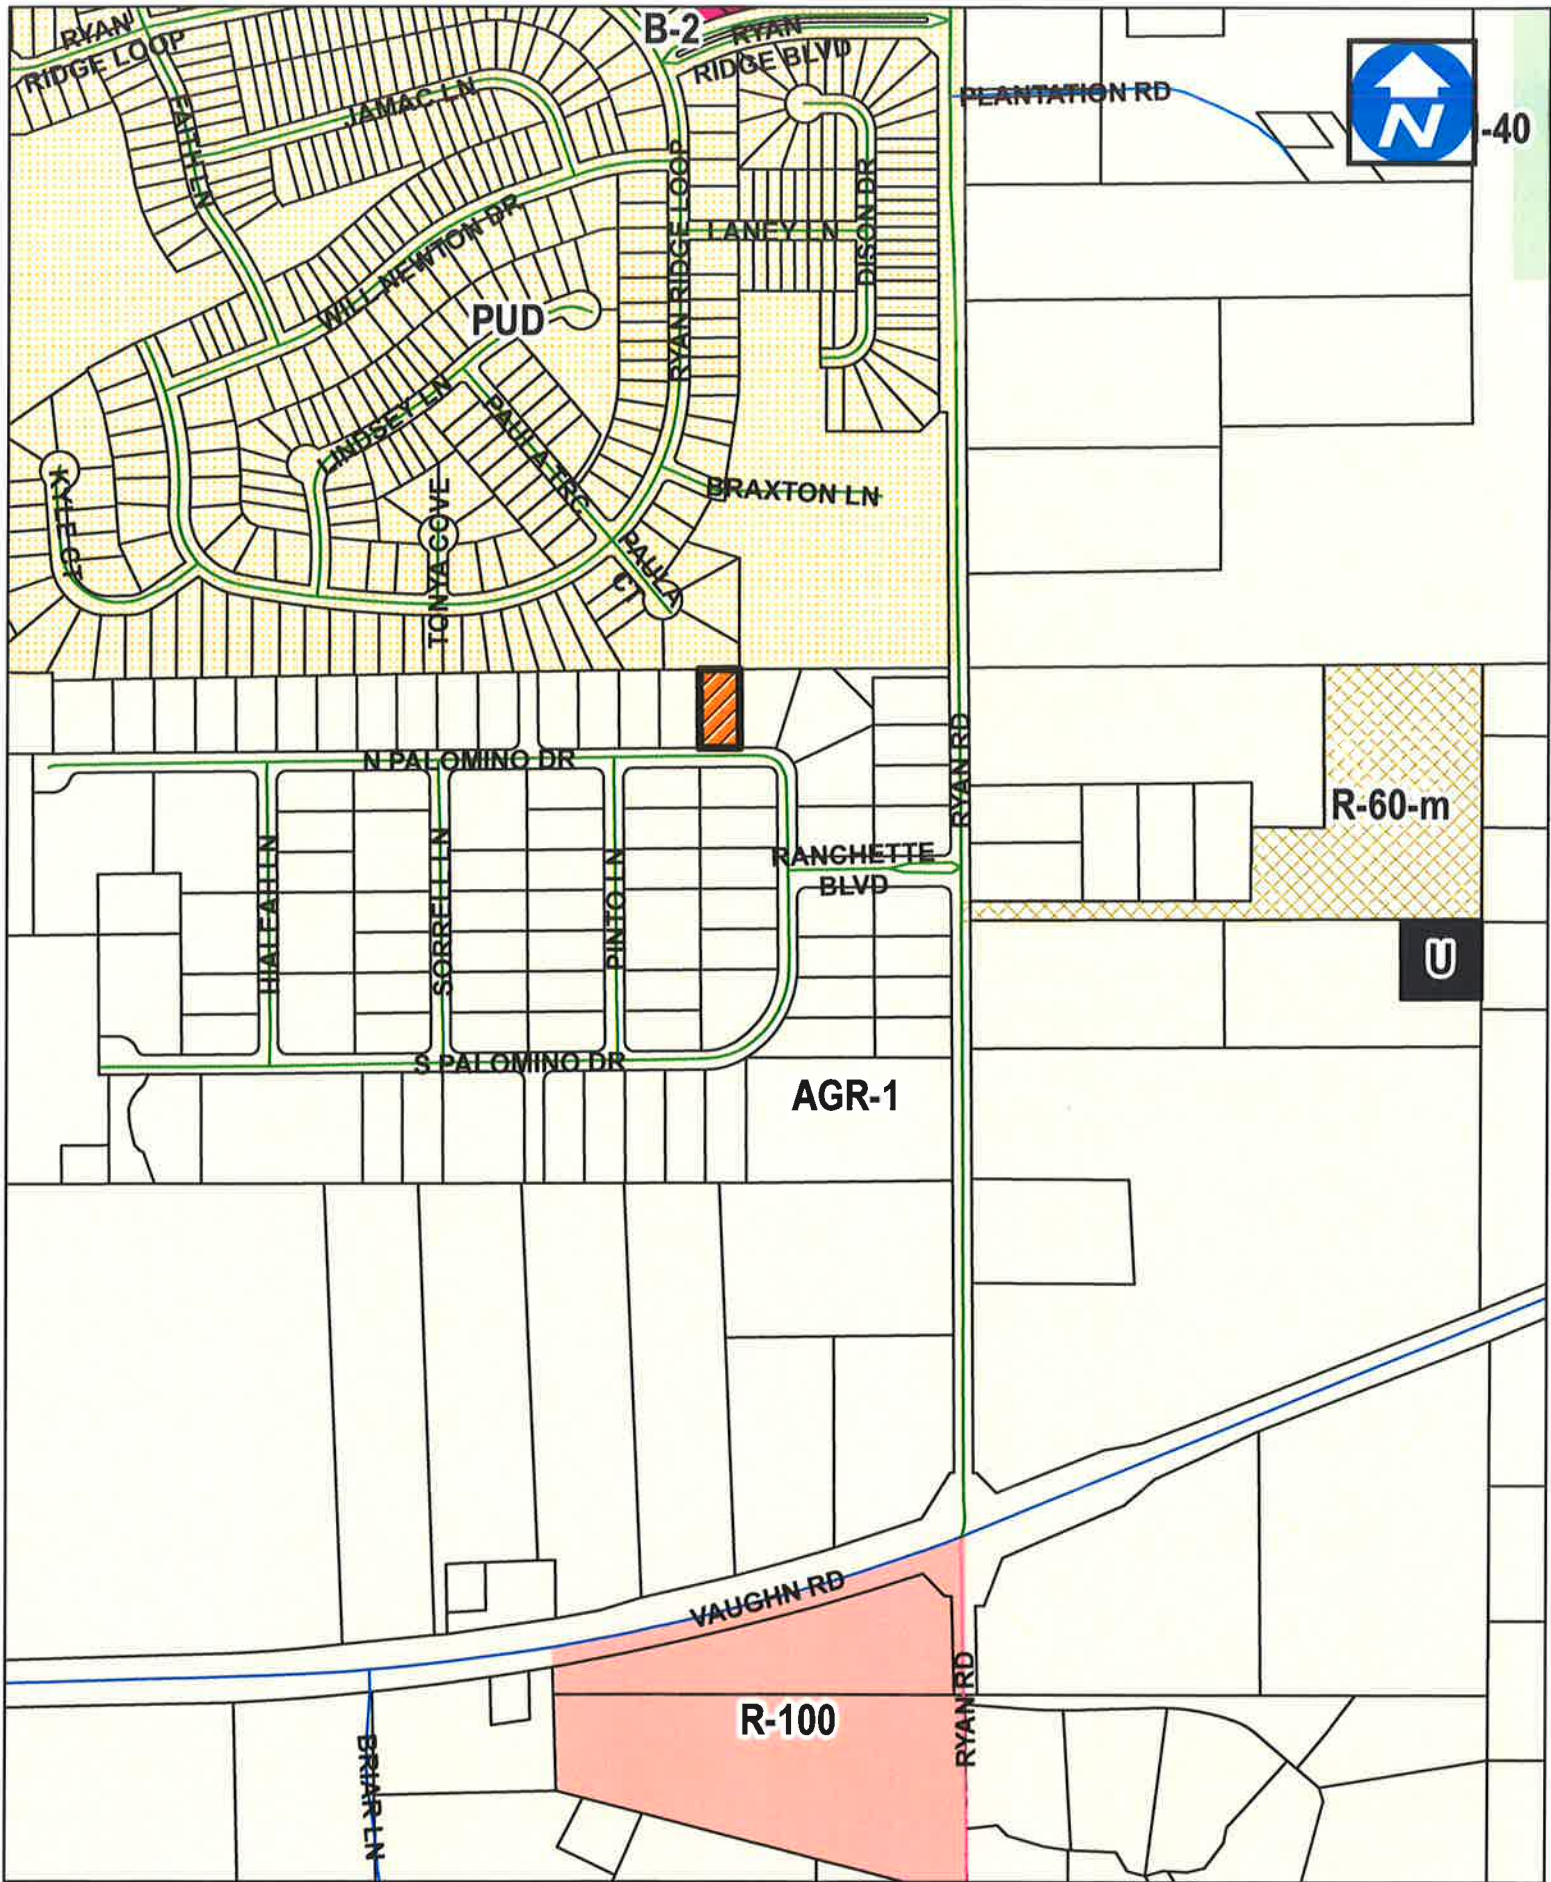 RYAN
RIDGE LOOP
B-2
RYAN
RIDGE BLVD
PLANTATION RD
N
-40
FAITH LN
JAMAC LN
WILL NEWTON DR
RYAN RIDGE LOOP
LANEY LN
DISON DR
PUD
LINDSEY LN
PAULA TRC
BRAXTON LN
KYLE CT
TONYA COVE
PAULA
CT
N PALOMINO DR
RYAN RD
R-60-m
HIALEAH LN
SORRELL LN
PINTO LN
RANCHETTE
BLVD
U
S PALOMINO DR
AGR-1
VAUGHN RD
R-100
RYAN RD
BRIAR LN